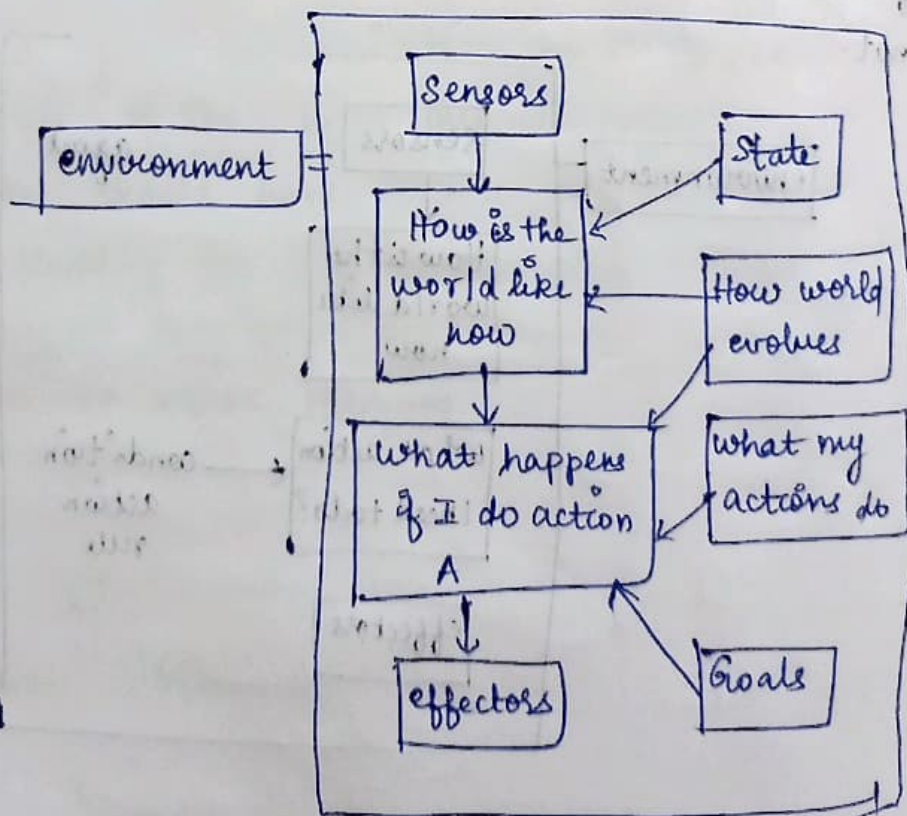 Sensors
environment
State
How is the
world like
now
How world
evolves
What happens
if I do action
A
what my
actions do
effectors
Goals